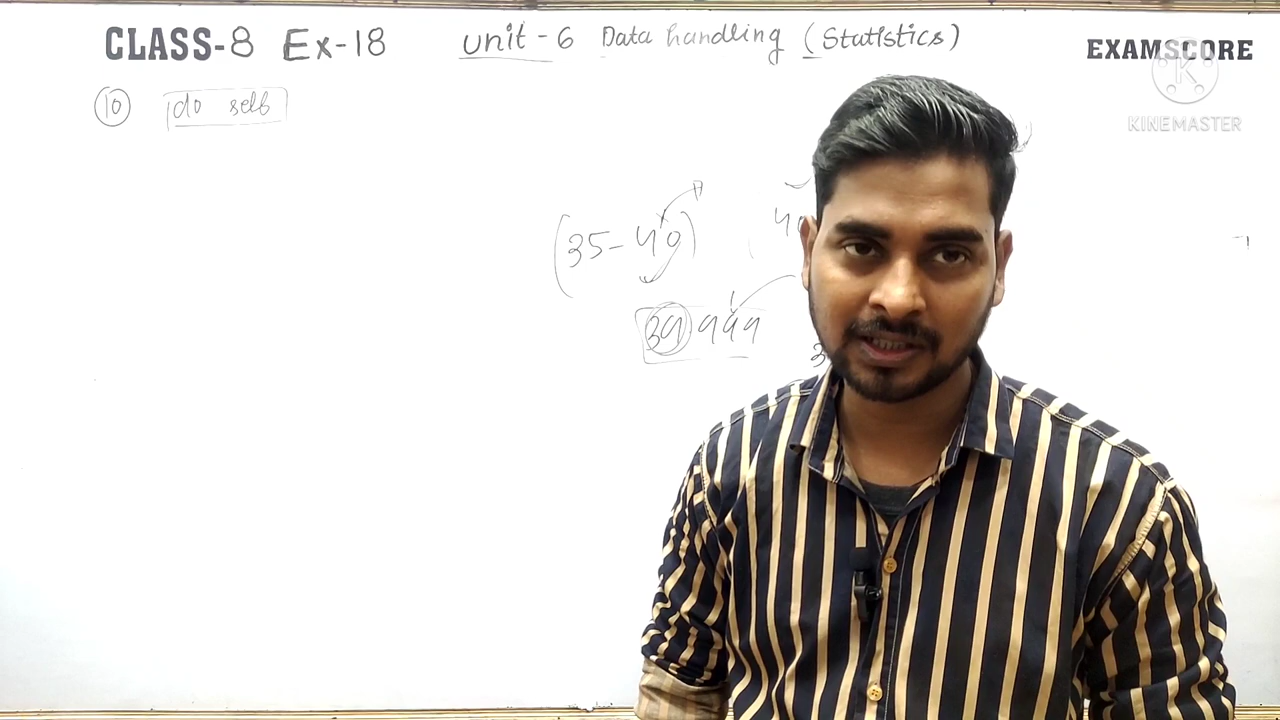 CLASS-8 Ex-18 Unit-6 Data handling (Statistics) EXAMSCORE
KINEMASTER
10 do self
(35-40)
39 999